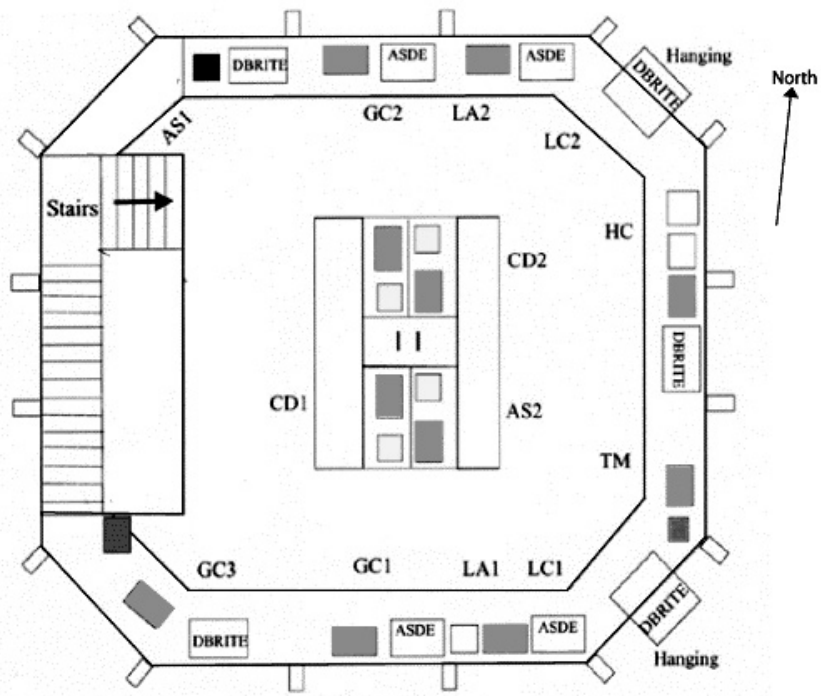 DBRITE
ASDE
ASDE
Hanging
DBRITE
North
AS1
GC2
LA2
LC2
Stairs
HC
CD2
DBRITE
CD1
AS2
TM
GC3
GC1
LA1
LC1
DBRITE
ASDE
ASDE
DBRITE
Hanging